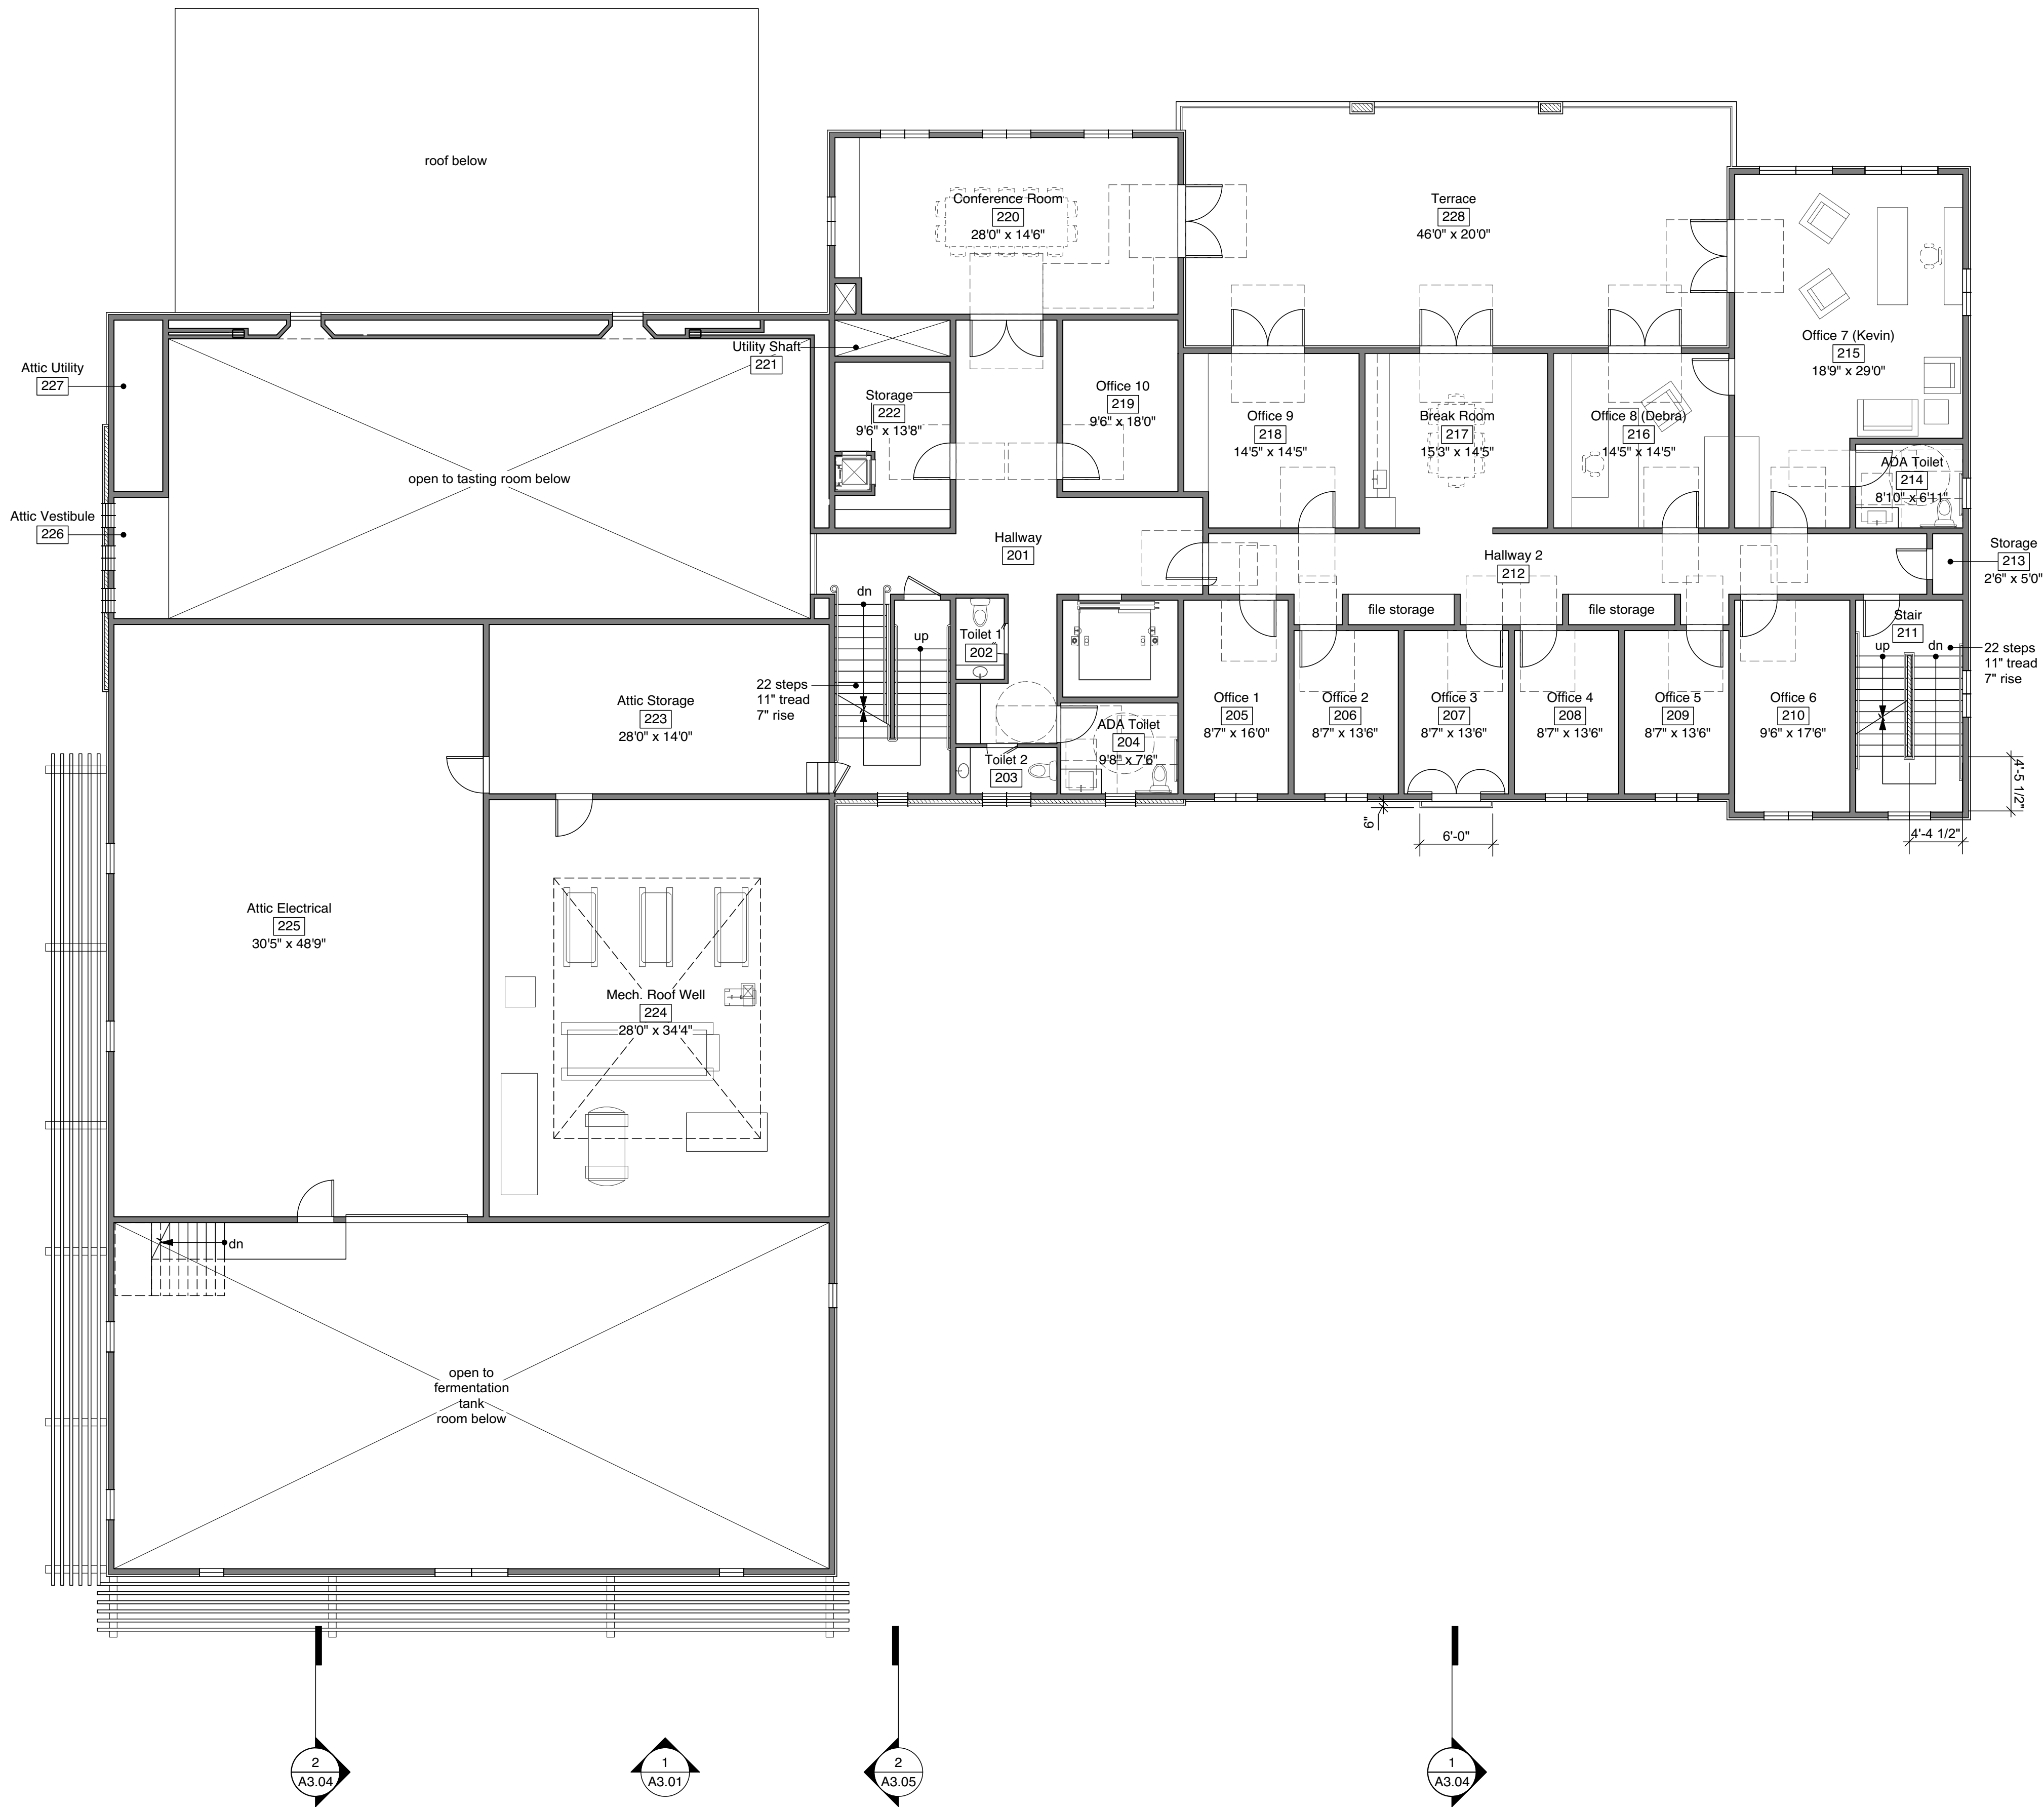 roof below
Conference Room
220
28'0" x 14'6"
Terrace
228
46'0" x 20'0"
Office 7 (Kevin)
215
18'9" x 29'0"
Attic Utility
227
Utility Shaft
221
Storage
222
9'6" x 13'8"
Office 10
219
9'6" x 18'0"
Office 9
218
14'5" x 14'5"
Break Room
217
15'3" x 14'5"
Office 8 (Debra)
216
14'5" x 14'5"
ADA Toilet
214
8'10" x 6'11"
open to tasting room below
Attic Vestibule
226
Hallway
201
Hallway 2
212
Storage
213
2'6" x 5'0"
dn
up
Toilet 1
202
file storage
file storage
Stair
211
up
dn
22 steps
11" tread
7" rise
22 steps
11" tread
7" rise
Attic Storage
223
28'0" x 14'0"
ADA Toilet
204
9'8" x 7'6"
Toilet 2
203
Office 1
205
8'7" x 16'0"
Office 2
206
8'7" x 13'6"
Office 3
207
8'7" x 13'6"
Office 4
208
8'7" x 13'6"
Office 5
209
8'7" x 13'6"
Office 6
210
9'6" x 17'6"
4'-5 1/2"
6"
6'-0"
4'-4 1/2"
Attic Electrical
225
30'5" x 48'9"
Mech. Roof Well
224
28'0" x 34'4"
dn
open to
fermentation
tank
room below
2
A3.04
1
A3.01
2
A3.05
1
A3.04